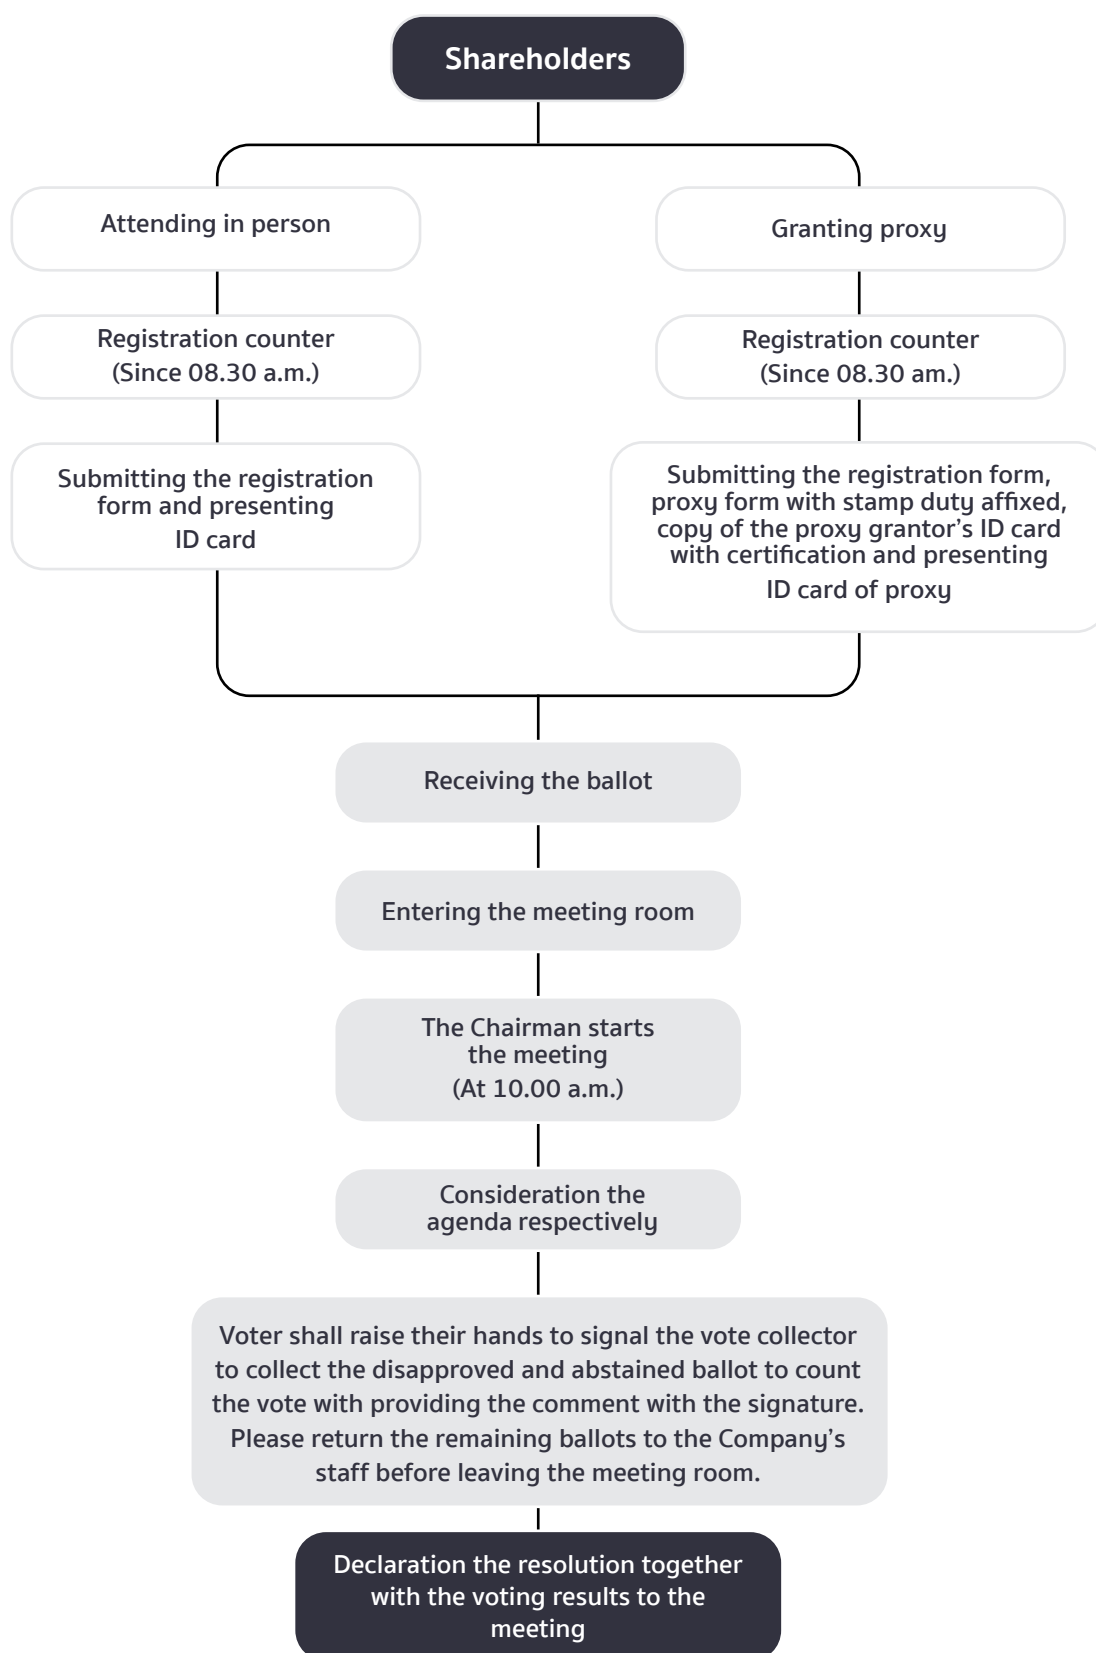 Shareholders
Attending in person
Registration counter
(Since 08.30 a.m.)
Submitting the registration
form and presenting
ID card
Granting proxy
Registration counter
(Since 08.30 am.)
Submitting the registration form,
proxy form with stamp duty affixed,
copy of the proxy grantor’s ID card
with certification and presenting
ID card of proxy
Receiving the ballot
Entering the meeting room
The Chairman starts
the meeting
(At 10.00 a.m.)
Consideration the
agenda respectively
Voter shall raise their hands to signal the vote collector
to collect the disapproved and abstained ballot to count
the vote with providing the comment with the signature.
Please return the remaining ballots to the Company’s
staff before leaving the meeting room.
Declaration the resolution together
with the voting results to the
meeting